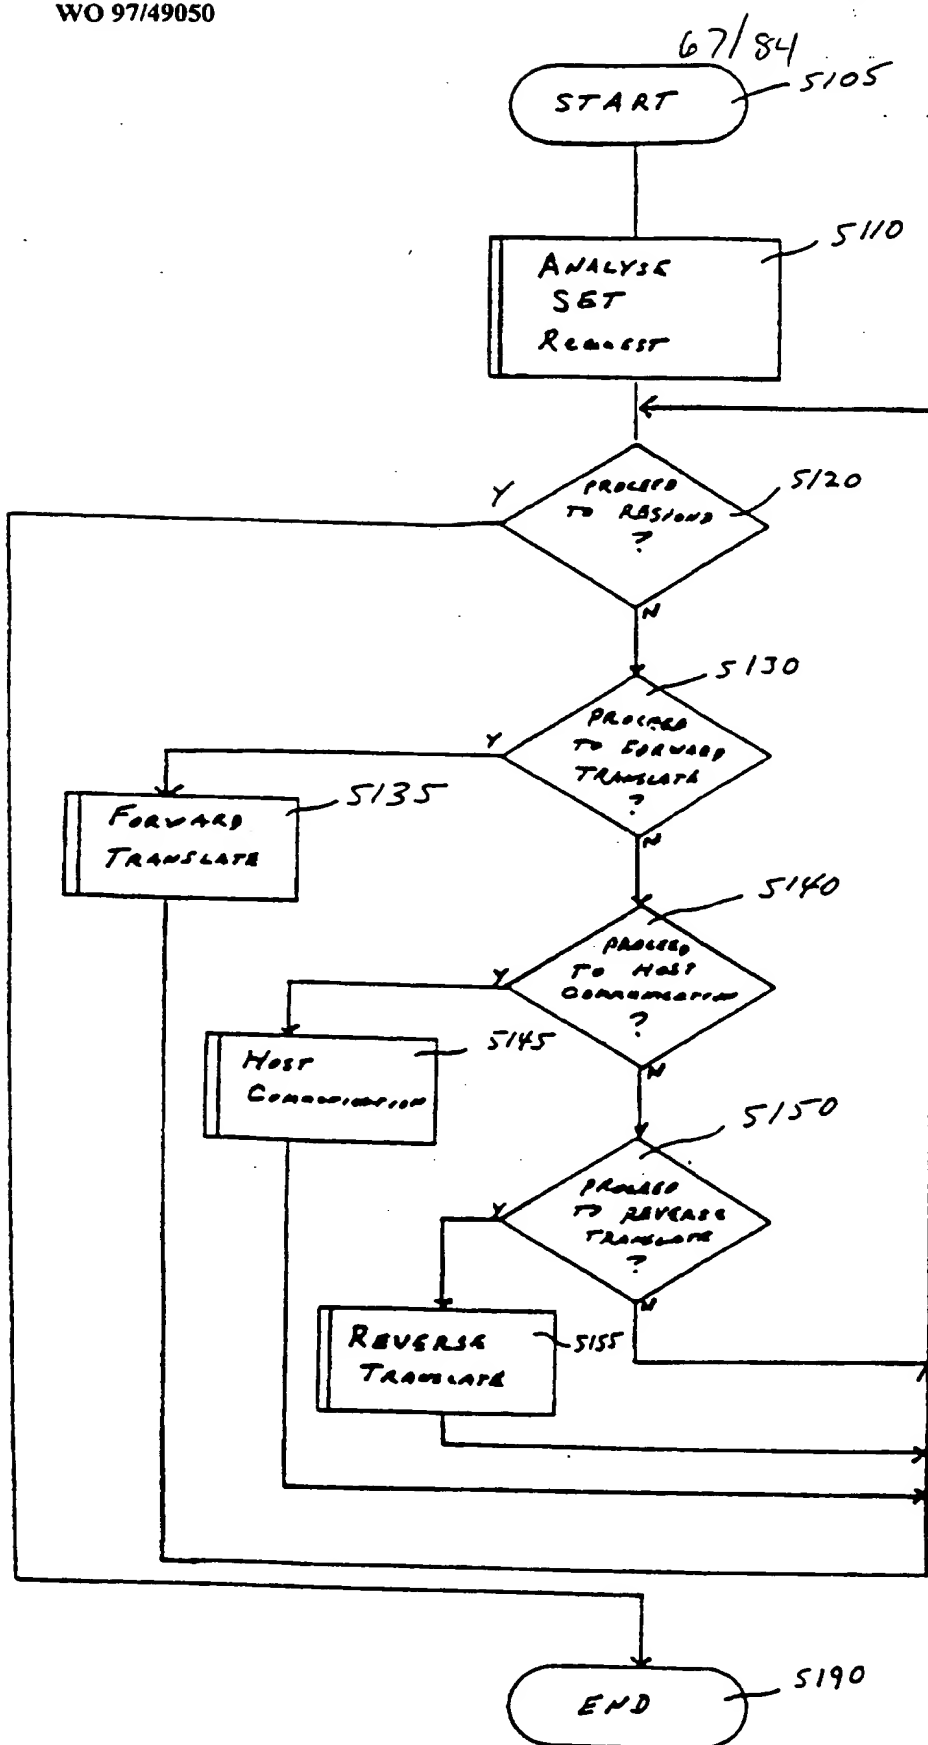 WO 97/49050
67/84
START
5105
5110
ANALYSE
SET
REQUEST
5120
Y
PROCEED
TO RESPOND
?
N
5130
Y
PROCEED
TO FORWARD
TRANSLATE
?
N
5135
FORWARD
TRANSLATE
5140
Y
PROCEED
TO HOST
COMMUNICATION
?
N
5145
HOST
COMMUNICATION
5150
Y
PROCEED
TO REVERSE
TRANSLATE
?
N
5155
REVERSE
TRANSLATE
5190
END